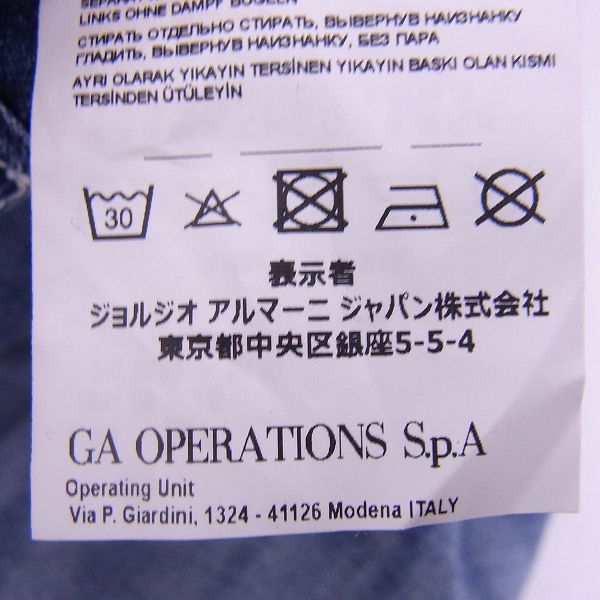 LINKS OHNE DAMPF BÜGELN
СТИРАТЬ ОТДЕЛЬНО СТИРАТЬ, ВЫВЕРНУВ НАИЗНАНКУ
ГЛАДИТЬ, ВЫВЕРНУВ НАИЗНАНКУ, БЕЗ ПАРА
AYRI OLARAK YIKAYIN TERSİNEN YIKAYIN BASKI OLAN KISMI
TERSİNDEN ÜTÜLEYİN
30
表示者
ジョルジオ アルマーニ ジャパン株式会社
東京都中央区銀座5-5-4
GA OPERATIONS S.p.A
Operating Unit
Via P. Giardini, 1324 - 41126 Modena ITALY